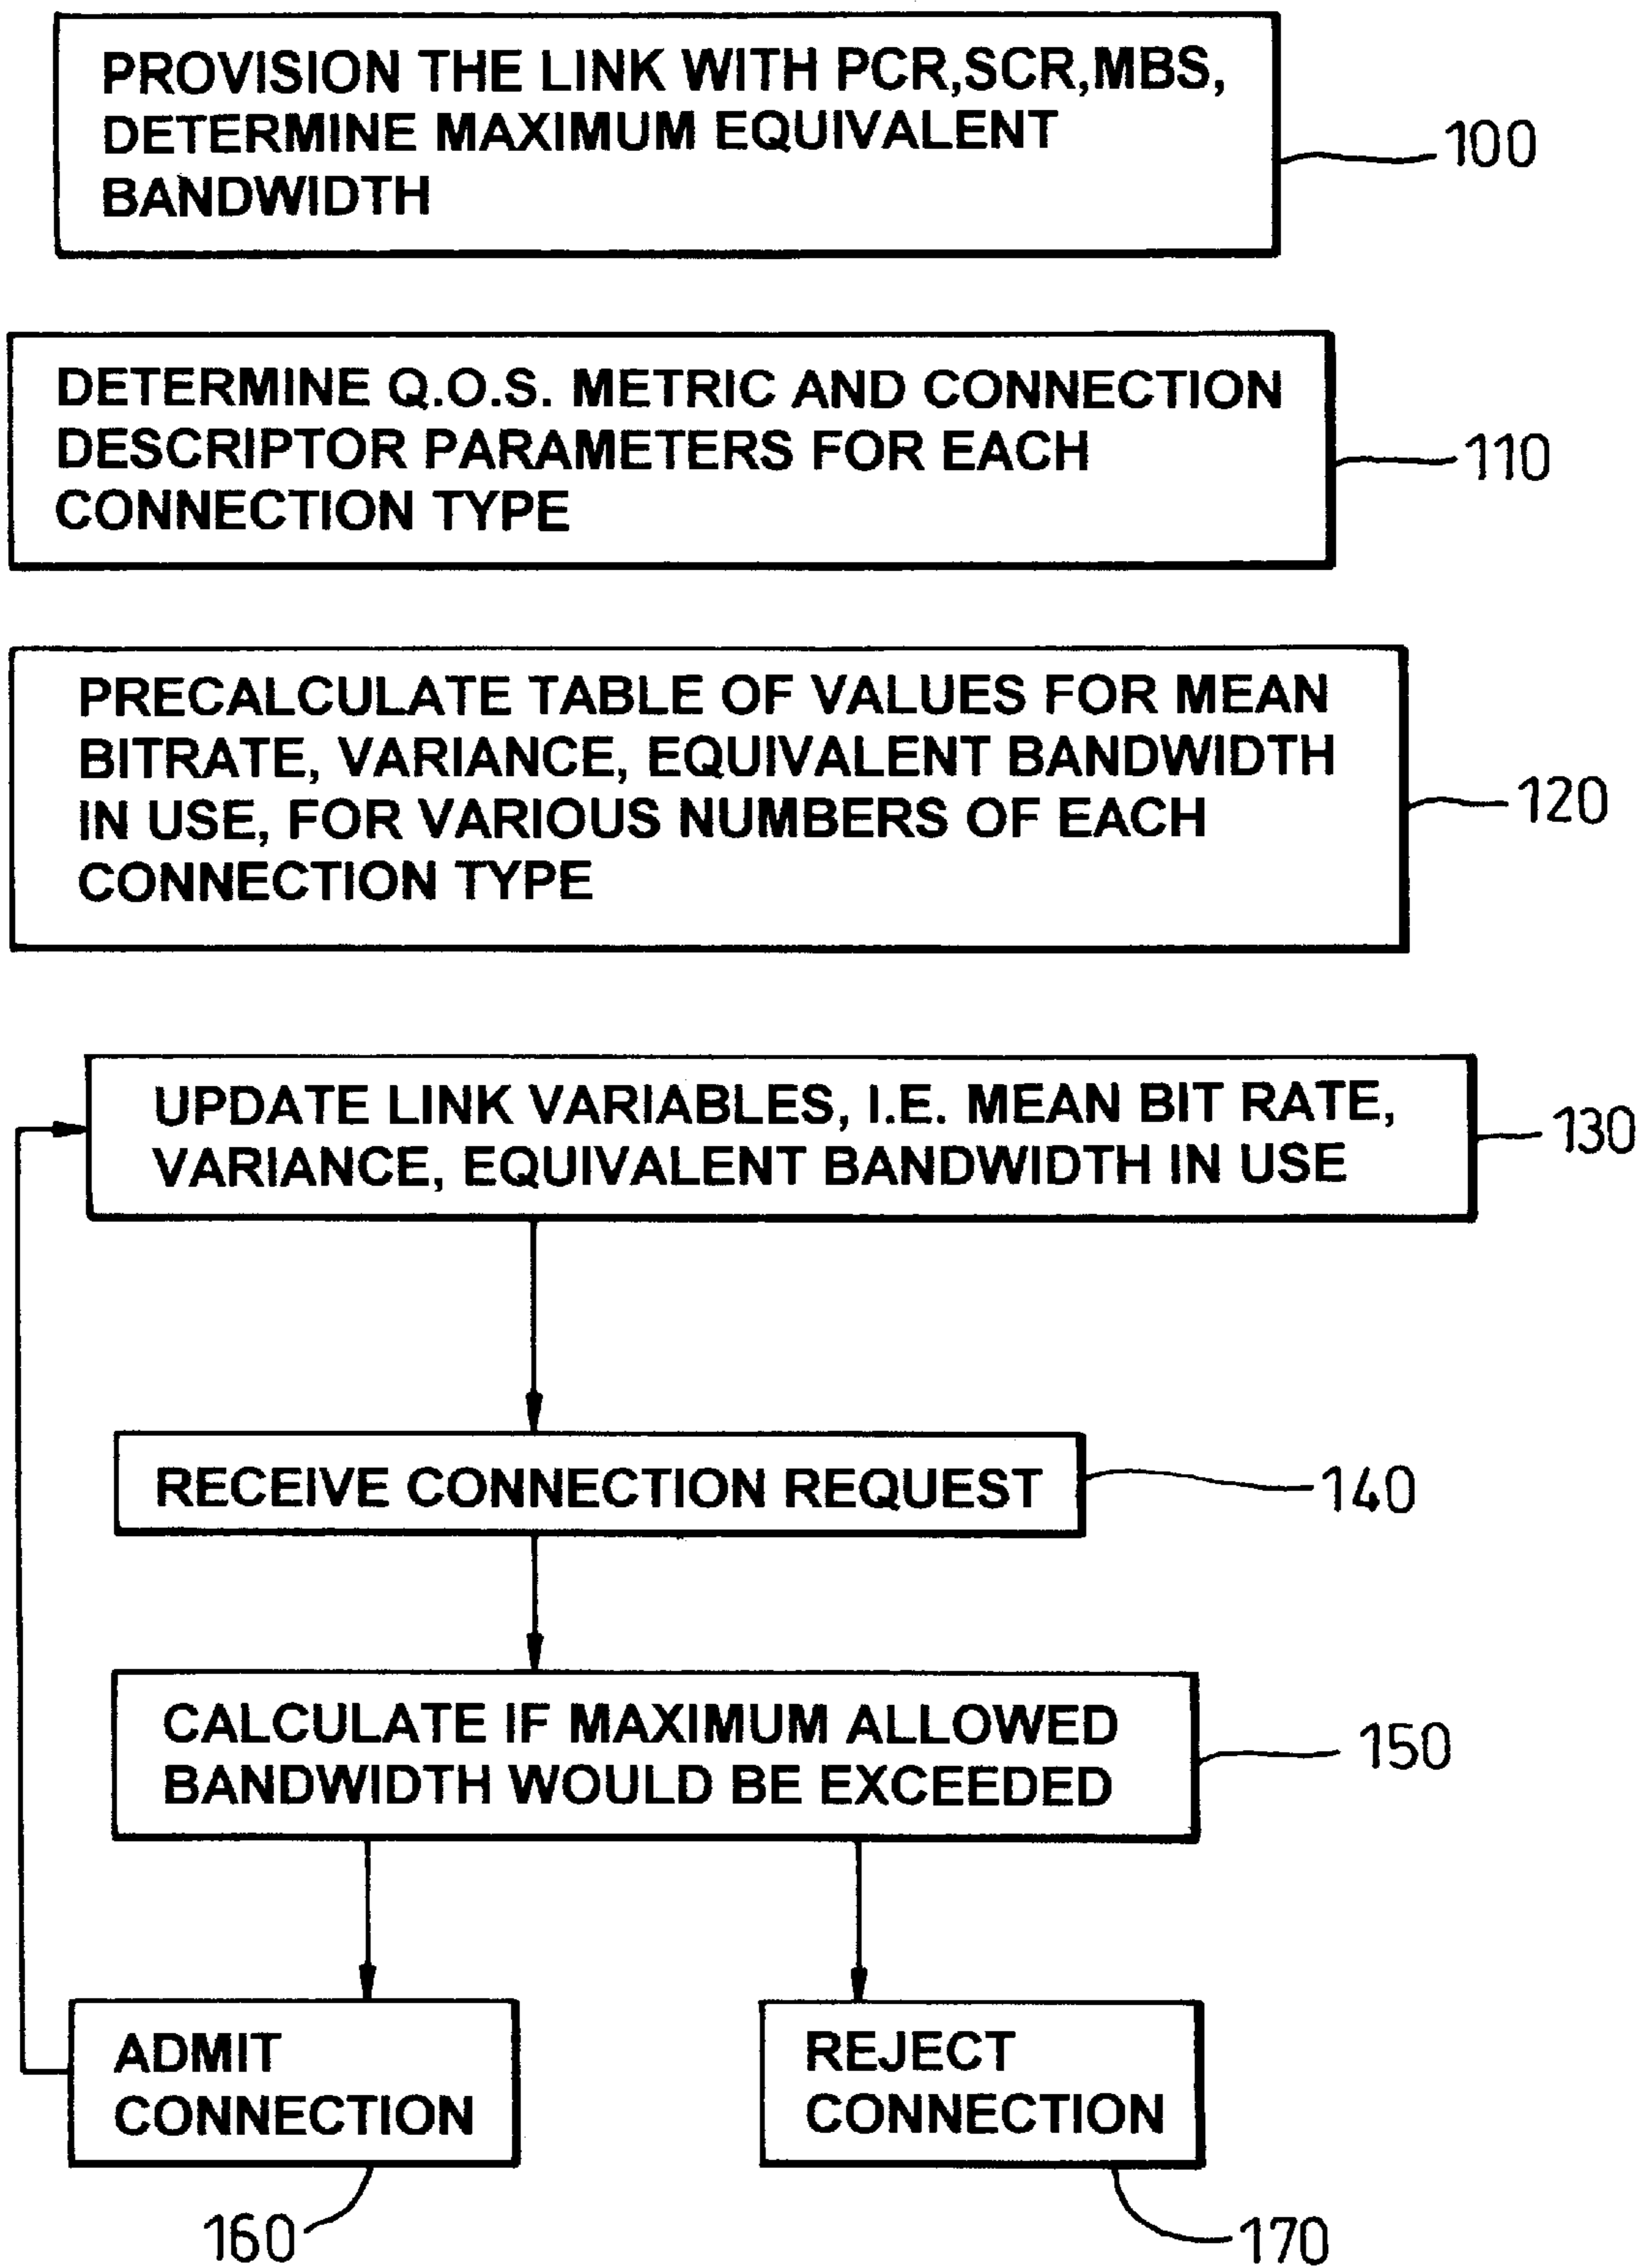 PROVISION THE LINK WITH PCR,SCR,MBS,
DETERMINE MAXIMUM EQUIVALENT
BANDWIDTH
100
DETERMINE Q.O.S. METRIC AND CONNECTION
DESCRIPTOR PARAMETERS FOR EACH
CONNECTION TYPE
110
PRECALCULATE TABLE OF VALUES FOR MEAN
BITRATE, VARIANCE, EQUIVALENT BANDWIDTH
IN USE, FOR VARIOUS NUMBERS OF EACH
CONNECTION TYPE
120
UPDATE LINK VARIABLES, I.E. MEAN BIT RATE,
VARIANCE, EQUIVALENT BANDWIDTH IN USE
130
RECEIVE CONNECTION REQUEST
140
CALCULATE IF MAXIMUM ALLOWED
BANDWIDTH WOULD BE EXCEEDED
150
ADMIT
CONNECTION
160
REJECT
CONNECTION
170